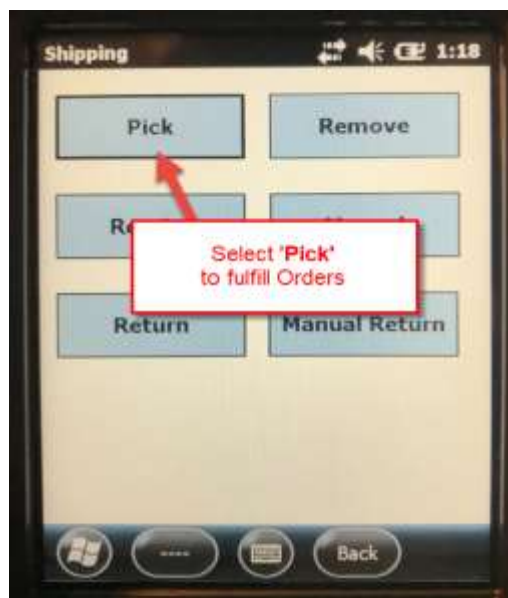 Shipping 1:18
Pick Remove
Select 'Pick'
to fulfill Orders
Return Manual Return
---- Back